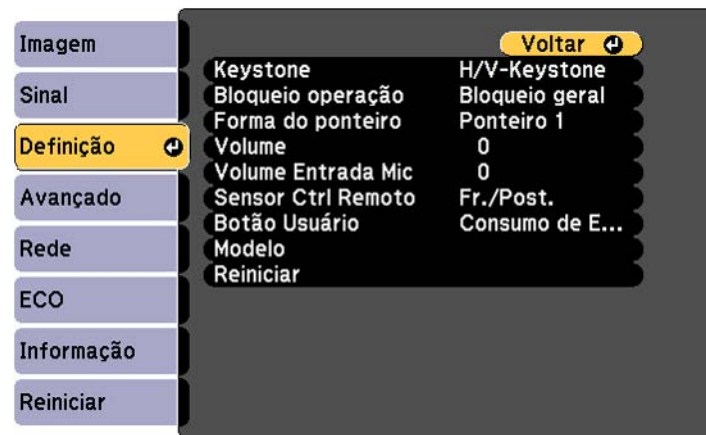 Imagem
Sinal
Definição
Avançado
Rede
ECO
Informação
Reiniciar
Voltar
Keystone H/V-Keystone
Bloqueio operação Bloqueio geral
Forma do ponteiro Ponteiro 1
Volume 0
Volume Entrada Mic 0
Sensor Ctrl Remoto Fr./Post.
Botão Usuário Consumo de E...
Modelo
Reiniciar